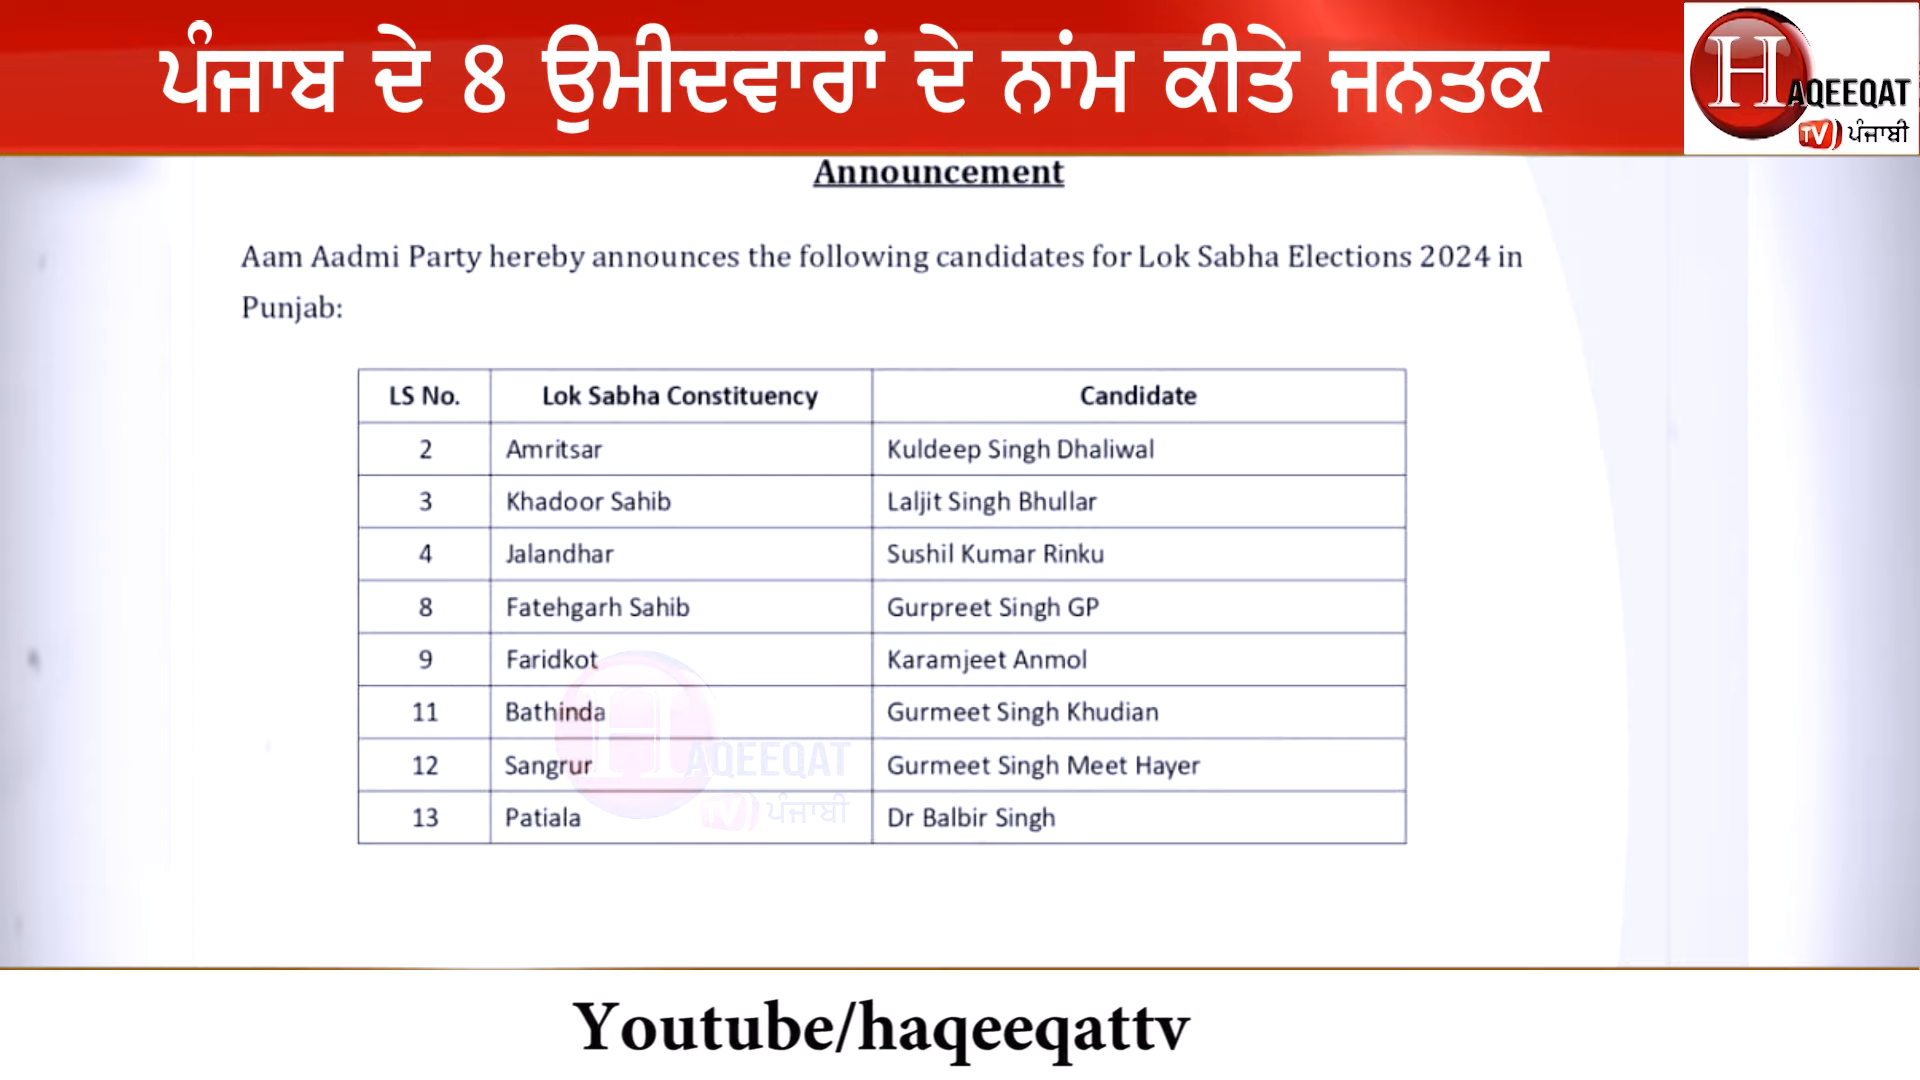 ਪੰਜਾਬ ਦੇ 8 ਉਮੀਦਵਾਰਾਂ ਦੇ ਨਾਂਮ ਕੀਤੇ ਜਨਤਕ
HAQEEQAT
TV ਪੰਜਾਬੀ
Announcement
Aam Aadmi Party hereby announces the following candidates for Lok Sabha Elections 2024 in
Punjab:
LS No. Lok Sabha Constituency Candidate
2 Amritsar Kuldeep Singh Dhaliwal
3 Khadoor Sahib Laljit Singh Bhullar
4 Jalandhar Sushil Kumar Rinku
8 Fatehgarh Sahib Gurpreet Singh GP
9 Faridkot Karamjeet Anmol
11 Bathinda Gurmeet Singh Khudian
12 Sangrur Gurmeet Singh Meet Hayer
13 Patiala Dr Balbir Singh
HAQEEQAT
TV ਪੰਜਾਬੀ
Youtube/haqeeqattv